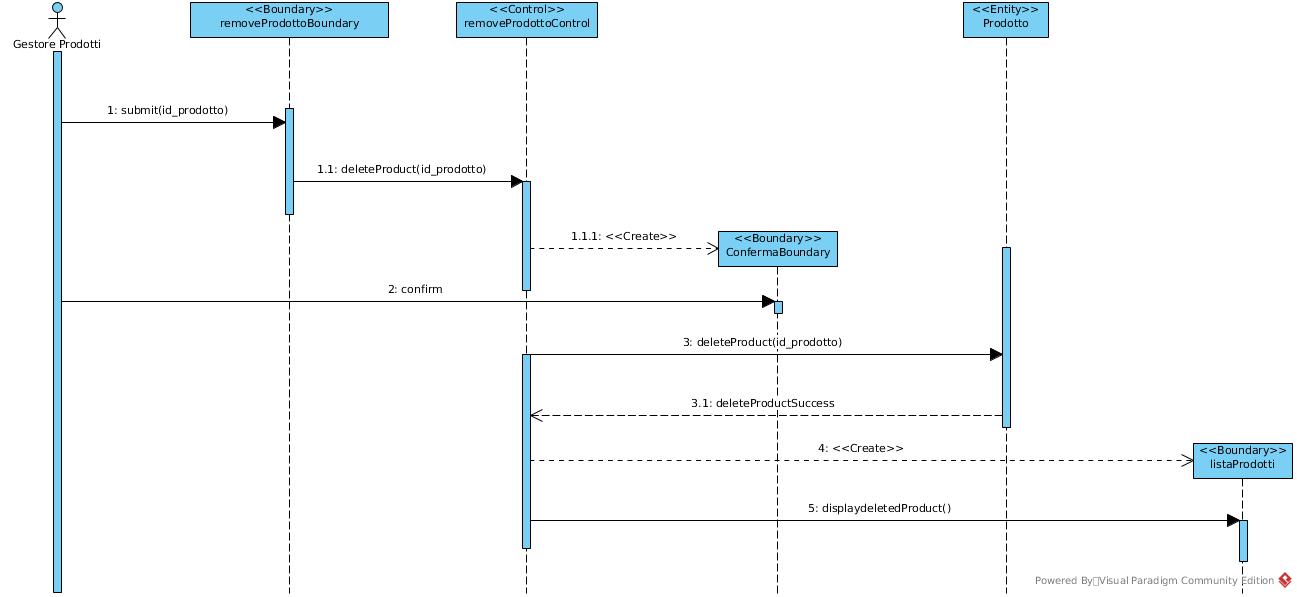 Gestore Prodotti
<<Boundary>>
removeProdottoBoundary
<<Control>>
removeProdottoControl
<<Entity>>
Prodotto
1: submit(id_prodotto)
1.1: deleteProduct(id_prodotto)
1.1.1: <<Create>>
<<Boundary>>
ConfermaBoundary
2: confirm
3: deleteProduct(id_prodotto)
3.1: deleteProductSuccess
4: <<Create>>
<<Boundary>>
listaProdotti
5: displaydeletedProduct()
Powered By Visual Paradigm Community Edition